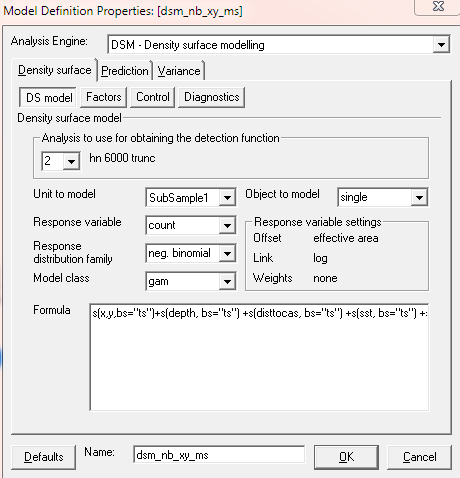 Model Definition Properties: [dsm_nb_xy_ms]
Analysis Engine: DSM - Density surface modelling
Density surface Prediction Variance
DS model Factors Control Diagnostics
Density surface model
Analysis to use for obtaining the detection function
2 hn 6000 trunc
Unit to model SubSample1 Object to model single
Response variable count Response variable settings
Offset effective area
Response distribution family neg. binomial
Link log
Model class gam
Weights none
Formula s(x,y,bs="ts")+s(depth, bs="ts") +s(disttocas, bs="ts") +s(sst, bs="ts") +
Defaults Name: dsm_nb_xy_ms OK Cancel